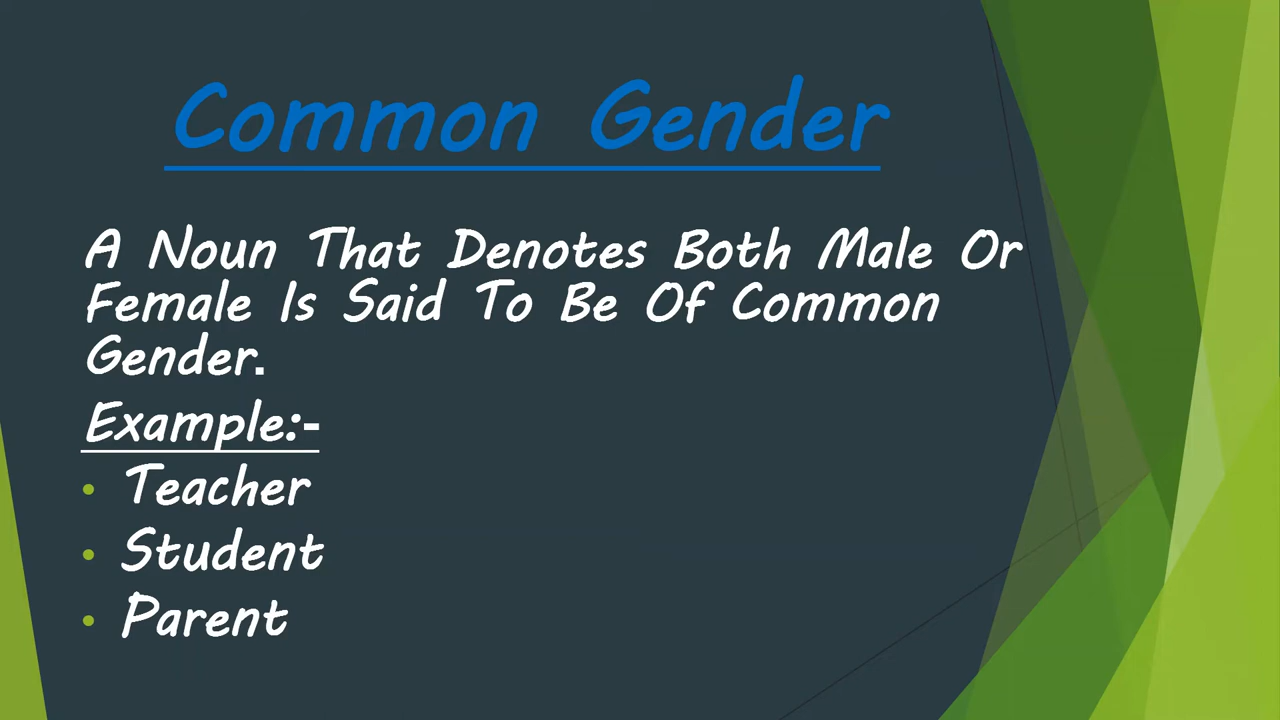 Common Gender
A Noun That Denotes Both Male Or
Female Is Said To Be Of Common
Gender.
Example:-
• Teacher
• Student
• Parent